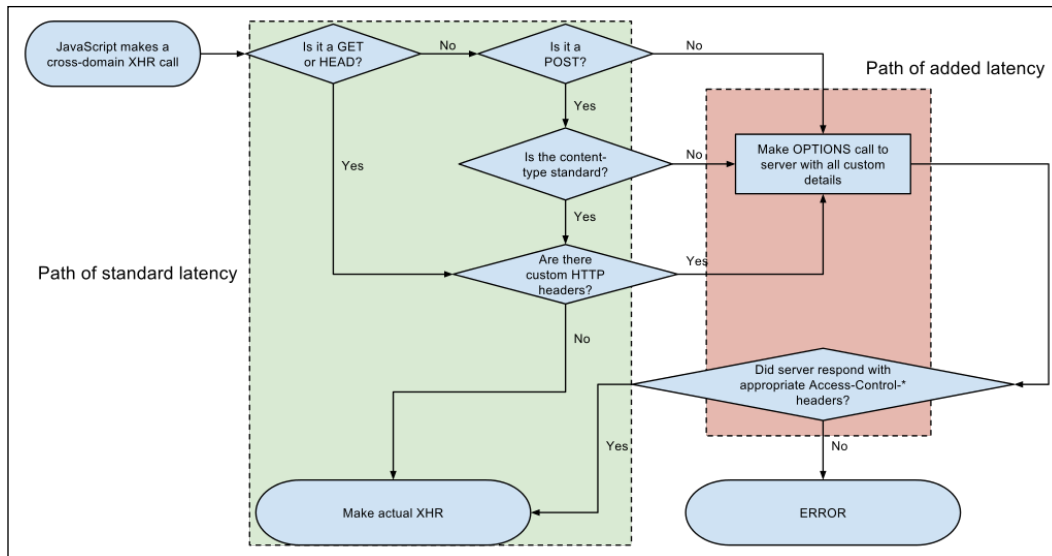 JavaScript makes a
cross-domain XHR call
Is it a GET
or HEAD?
No
Is it a
POST?
No
Path of added latency
Yes
Make OPTIONS call to
server with all custom
details
Is the content-
type standard?
No
Yes
Yes
Path of standard latency
Are there
custom HTTP
headers?
Yes
No
Did server respond with
appropriate Access-Control-*
headers?
Yes
No
Make actual XHR
ERROR